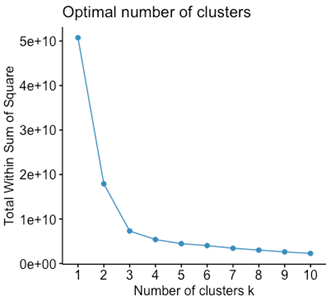 Optimal number of clusters
Total Within Sum of Square
5e+10
4e+10
3e+10
2e+10
1e+10
0e+00
1 2 3 4 5 6 7 8 9 10
Number of clusters k